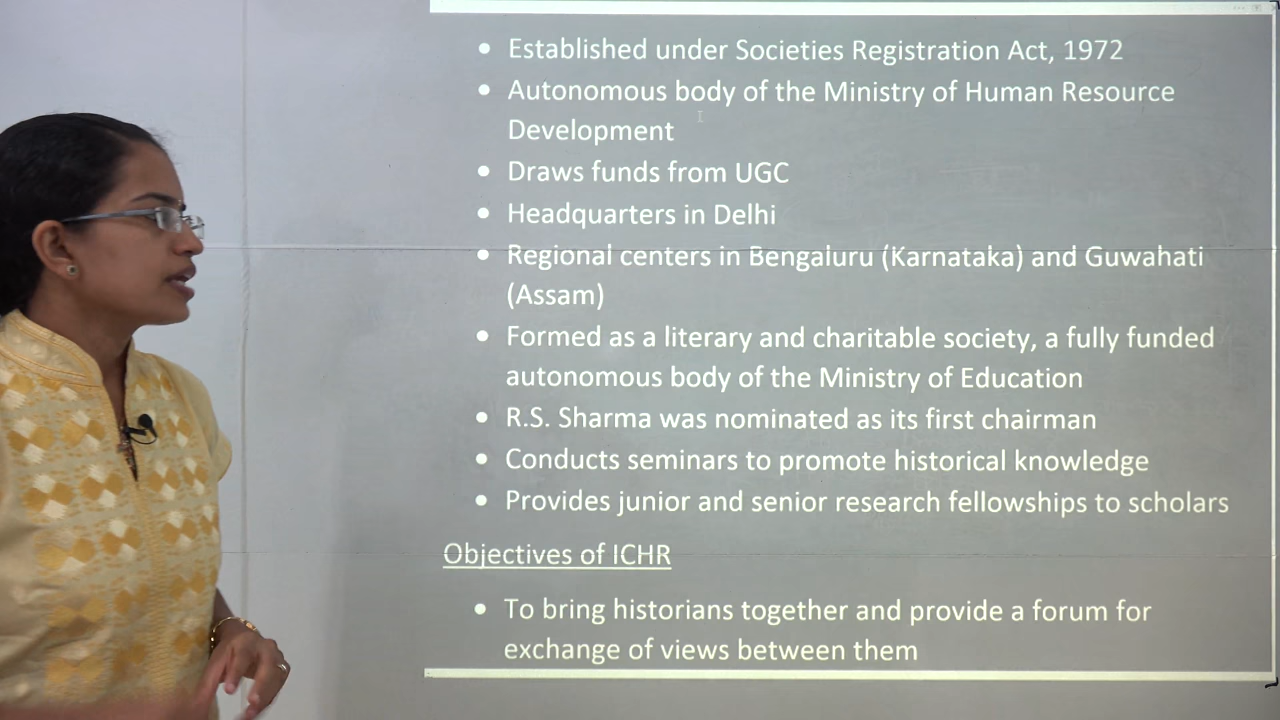 • Established under Societies Registration Act, 1972
• Autonomous body of the Ministry of Human Resource
Development
• Draws funds from UGC
• Headquarters in Delhi
• Regional centers in Bengaluru (Karnataka) and Guwahati
(Assam)
• Formed as a literary and charitable society, a fully funded
autonomous body of the Ministry of Education
• R.S. Sharma was nominated as its first chairman
• Conducts seminars to promote historical knowledge
• Provides junior and senior research fellowships to scholars
Objectives of ICHR
• To bring historians together and provide a forum for
exchange of views between them